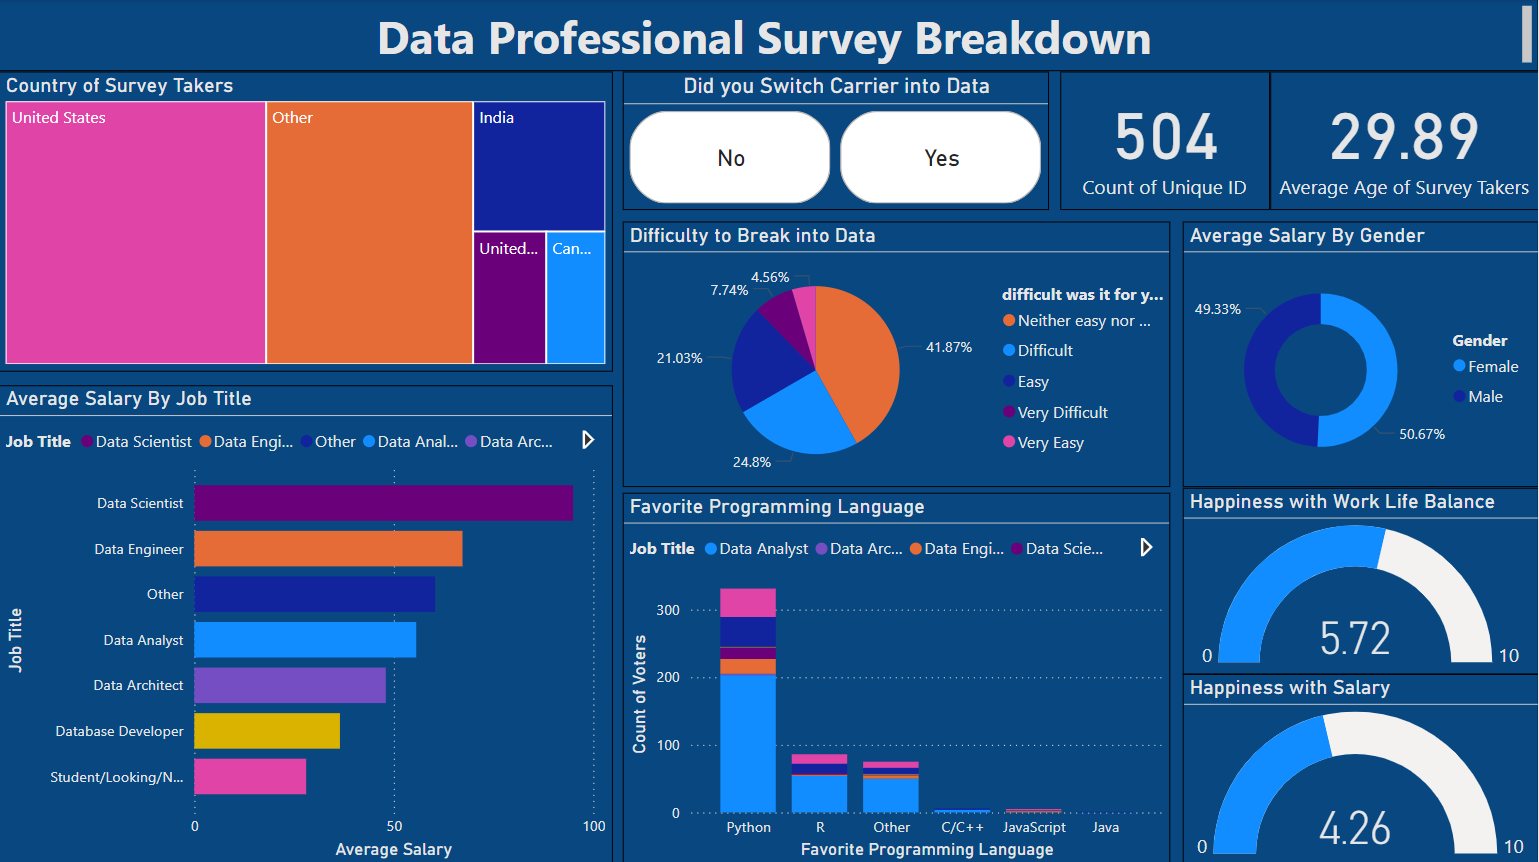 Data Professional Survey Breakdown
Country of Survey Takers
United States
Other
India
United...
Can...
Did you Switch Carrier into Data
No
Yes
504
Count of Unique ID
29.89
Average Age of Survey Takers
Difficulty to Break into Data
4.56%
7.74%
21.03%
24.8%
41.87%
difficult was it for y...
Neither easy nor ...
Difficult
Easy
Very Difficult
Very Easy
Average Salary By Gender
49.33%
50.67%
Gender
Female
Male
Average Salary By Job Title
Job Title Data Scientist Data Engi... Other Data Anal... Data Arc...
Job Title
Data Scientist
Data Engineer
Other
Data Analyst
Data Architect
Database Developer
Student/Looking/N...
0 50 100
Average Salary
Favorite Programming Language
Job Title Data Analyst Data Arc... Data Engi... Data Scie...
Count of Voters
300
200
100
0
Python R Other C/C++ JavaScript Java
Favorite Programming Language
Happiness with Work Life Balance
5.72
0 10
Happiness with Salary
4.26
0 10